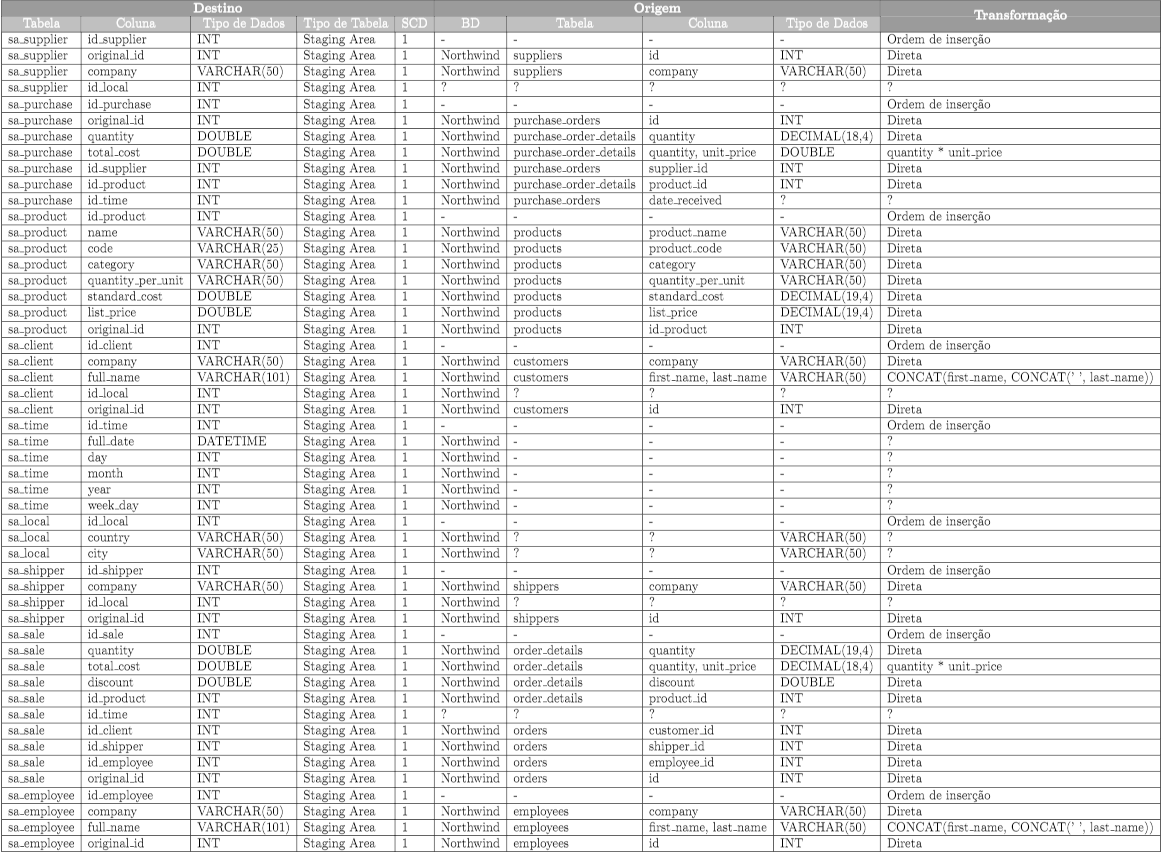 Destino Origem Transformação
Tabela Coluna Tipo de Dados Tipo de Tabela SCD BD Tabela Coluna Tipo de Dados
sa_supplier id_supplier INT Staging Area 1 - - - - Ordem de inserção
sa_supplier original_id INT Staging Area 1 Northwind suppliers id INT Direta
sa_supplier company VARCHAR(50) Staging Area 1 Northwind suppliers company VARCHAR(50) Direta
sa_supplier id_local INT Staging Area 1 ? ? ? ? ?
sa_purchase id_purchase INT Staging Area 1 - - - - Ordem de inserção
sa_purchase original_id INT Staging Area 1 Northwind purchase_orders id INT Direta
sa_purchase quantity DOUBLE Staging Area 1 Northwind purchase_order_details quantity DECIMAL(18,4) Direta
sa_purchase total_cost DOUBLE Staging Area 1 Northwind purchase_order_details quantity, unit_price DOUBLE quantity * unit_price
sa_purchase id_supplier INT Staging Area 1 Northwind purchase_orders supplier_id INT Direta
sa_purchase id_product INT Staging Area 1 Northwind purchase_order_details product_id INT Direta
sa_purchase id_time INT Staging Area 1 Northwind purchase_orders date_received ? ?
sa_product id_product INT Staging Area 1 - - - - Ordem de inserção
sa_product name VARCHAR(50) Staging Area 1 Northwind products product_name VARCHAR(50) Direta
sa_product code VARCHAR(25) Staging Area 1 Northwind products product_code VARCHAR(50) Direta
sa_product category VARCHAR(50) Staging Area 1 Northwind products category VARCHAR(50) Direta
sa_product quantity_per_unit VARCHAR(50) Staging Area 1 Northwind products quantity_per_unit VARCHAR(50) Direta
sa_product standard_cost DOUBLE Staging Area 1 Northwind products standard_cost DECIMAL(19,4) Direta
sa_product list_price DOUBLE Staging Area 1 Northwind products list_price DECIMAL(19,4) Direta
sa_product original_id INT Staging Area 1 Northwind products id_product INT Direta
sa_client id_client INT Staging Area 1 - - - - Ordem de inserção
sa_client company VARCHAR(50) Staging Area 1 Northwind customers company VARCHAR(50) Direta
sa_client full_name VARCHAR(101) Staging Area 1 Northwind customers first_name, last_name VARCHAR(50) CONCAT(first_name, CONCAT(' ', last_name))
sa_client id_local INT Staging Area 1 Northwind ? ? ? ?
sa_client original_id INT Staging Area 1 Northwind customers id INT Direta
sa_time id_time INT Staging Area 1 - - - - Ordem de inserção
sa_time full_date DATETIME Staging Area 1 Northwind - - - ?
sa_time day INT Staging Area 1 Northwind - - - ?
sa_time month INT Staging Area 1 Northwind - - - ?
sa_time year INT Staging Area 1 Northwind - - - ?
sa_time week_day INT Staging Area 1 Northwind - - - ?
sa_local id_local INT Staging Area 1 - - - - Ordem de inserção
sa_local country VARCHAR(50) Staging Area 1 Northwind ? ? VARCHAR(50) ?
sa_local city VARCHAR(50) Staging Area 1 Northwind ? ? VARCHAR(50) ?
sa_shipper id_shipper INT Staging Area 1 - - - - Ordem de inserção
sa_shipper company VARCHAR(50) Staging Area 1 Northwind shippers company VARCHAR(50) Direta
sa_shipper id_local INT Staging Area 1 Northwind ? ? ? ?
sa_shipper original_id INT Staging Area 1 Northwind shippers id INT Direta
sa_sale id_sale INT Staging Area 1 - - - - Ordem de inserção
sa_sale quantity DOUBLE Staging Area 1 Northwind order_details quantity DECIMAL(19,4) Direta
sa_sale total_cost DOUBLE Staging Area 1 Northwind order_details quantity, unit_price DECIMAL(18,4) quantity * unit_price
sa_sale discount DOUBLE Staging Area 1 Northwind order_details discount DOUBLE Direta
sa_sale id_product INT Staging Area 1 Northwind order_details product_id INT Direta
sa_sale id_time INT Staging Area 1 ? ? ? ? ?
sa_sale id_client INT Staging Area 1 Northwind orders customer_id INT Direta
sa_sale id_shipper INT Staging Area 1 Northwind orders shipper_id INT Direta
sa_sale id_employee INT Staging Area 1 Northwind orders employee_id INT Direta
sa_sale original_id INT Staging Area 1 Northwind orders id INT Direta
sa_employee id_employee INT Staging Area 1 - - - - Ordem de inserção
sa_employee company VARCHAR(50) Staging Area 1 Northwind employees company VARCHAR(50) Direta
sa_employee full_name VARCHAR(101) Staging Area 1 Northwind employees first_name, last_name VARCHAR(50) CONCAT(first_name, CONCAT(' ', last_name))
sa_employee original_id INT Staging Area 1 Northwind employees id INT Direta